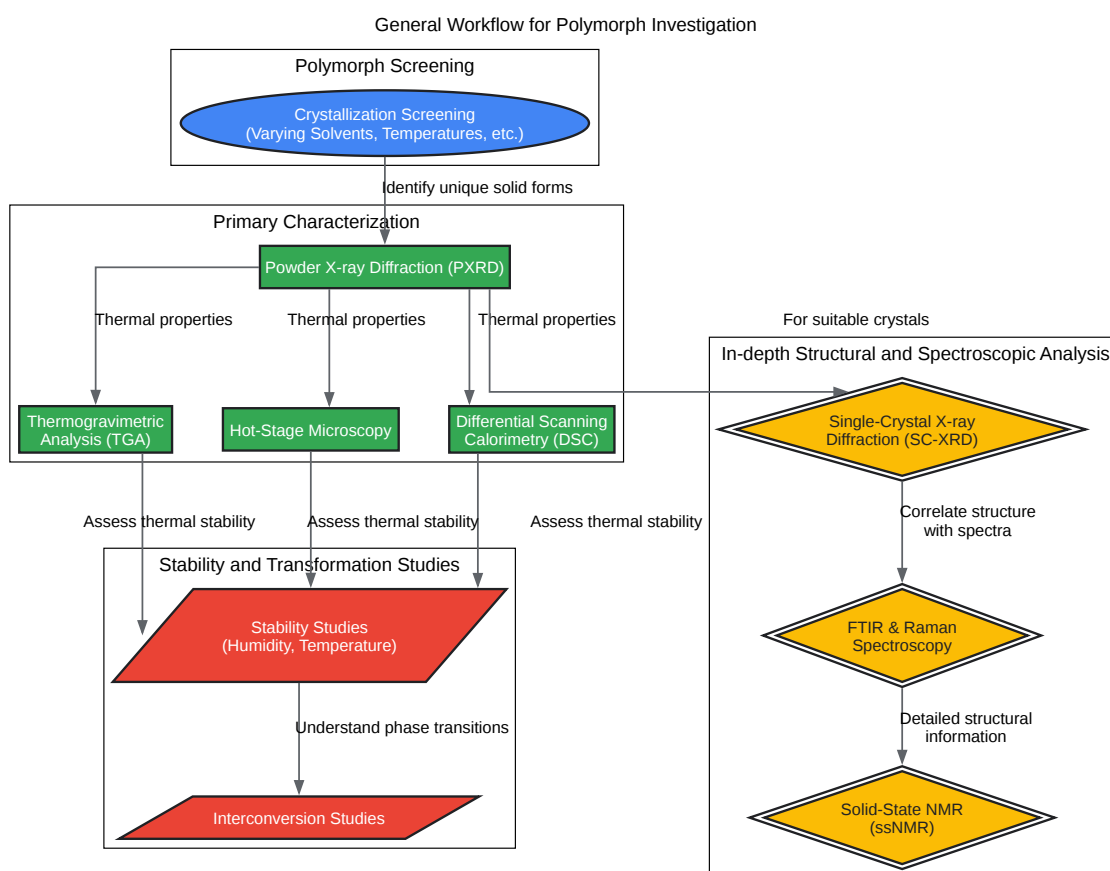 General Workflow for Polymorph Investigation
Polymorph Screening
Crystallization Screening
(Varying Solvents, Temperatures, etc.)
Identify unique solid forms
Primary Characterization
Powder X-ray Diffraction (PXRD)
Thermal properties
Thermal properties
Thermal properties
For suitable crystals
Thermogravimetric
Analysis (TGA)
Hot-Stage Microscopy
Differential Scanning
Calorimetry (DSC)
In-depth Structural and Spectroscopic Analysis
Single-Crystal X-ray
Diffraction (SC-XRD)
Assess thermal stability
Assess thermal stability
Assess thermal stability
Correlate structure
with spectra
Stability and Transformation Studies
Stability Studies
(Humidity, Temperature)
FTIR & Raman
Spectroscopy
Understand phase transitions
Detailed structural
information
Interconversion Studies
Solid-State NMR
(ssNMR)